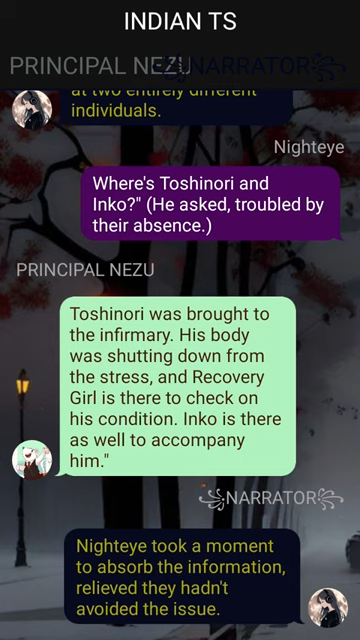 INDIAN TS
PRINCIPAL NEZU
꧁NARRATOR꧂
at two entirely different
individuals.
Nighteye
Where's Toshinori and
Inko?" (He asked, troubled by
their absence.)
PRINCIPAL NEZU
Toshinori was brought to
the infirmary. His body
was shutting down from
the stress, and Recovery
Girl is there to check on
his condition. Inko is there
as well to accompany
him."
꧁NARRATOR꧂
Nighteye took a moment
to absorb the information,
relieved they hadn't
avoided the issue.